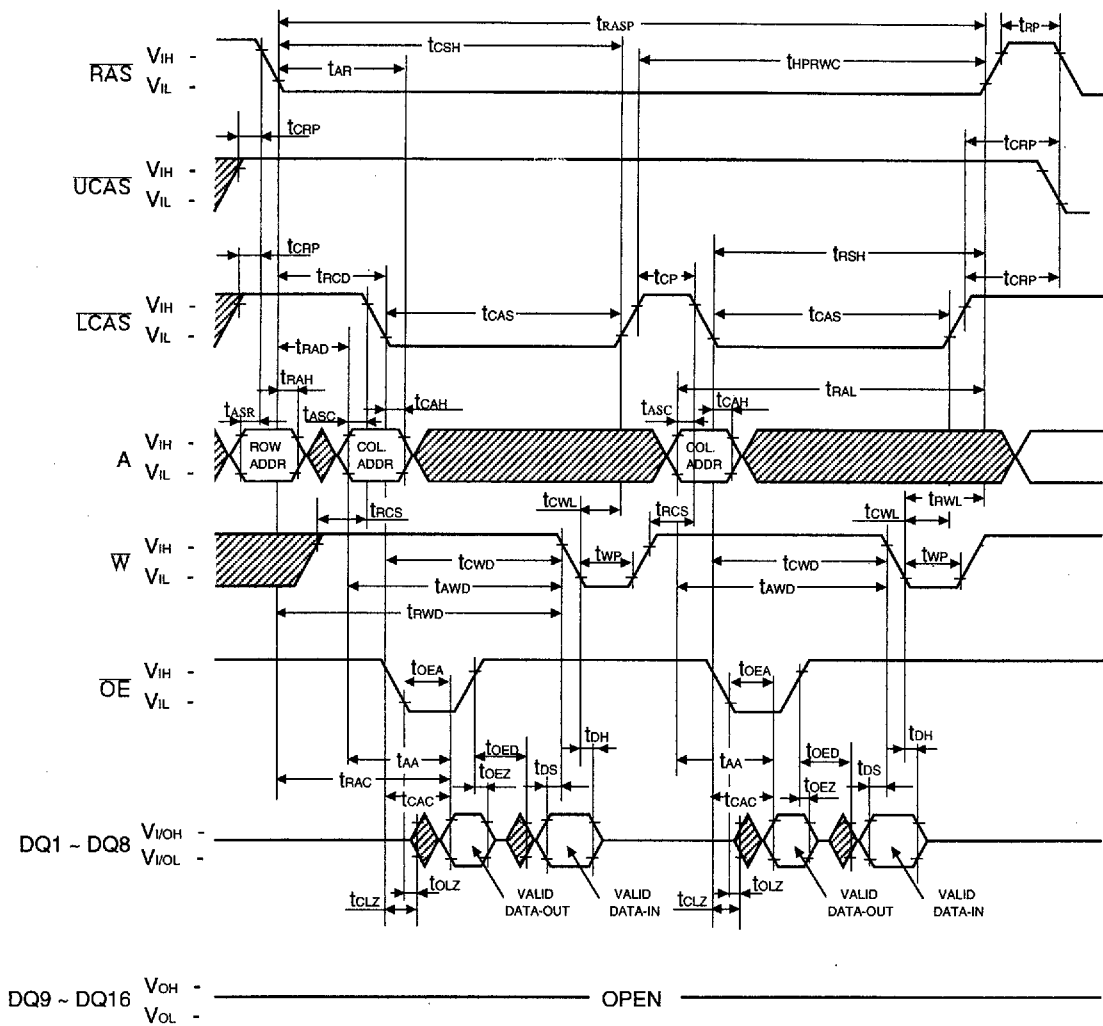 tRASP
tRP
tCSH
tAR
tHPRWC
RAS VIH -
VIL -
tCRP
tCRP
UCAS VIH -
VIL -
tCRP
tRCD
tCP
tRSH
tCRP
LCAS VIH -
VIL -
tCAS
tCAS
tRAD
tRAH
tRAL
tASR
tASC
tCAH
tASC
tCAH
A VIH -
VIL -
ROW ADDR
COL. ADDR
COL. ADDR
tRCS
tCWL
tRCS
tCWL
tRWL
W VIH -
VIL -
tCWD
tWP
tCWD
tWP
tAWD
tAWD
tRWD
OE VIH -
VIL -
tOEA
tOEA
tDH
tDH
tAA
tOED
tAA
tOED
tRAC
tOEZ
tDS
tOEZ
tDS
tCAC
tCAC
DQ1 ~ DQ8 VI/OH -
VI/OL -
tOLZ
tCLZ
VALID DATA-OUT
VALID DATA-IN
tOLZ
tCLZ
VALID DATA-OUT
VALID DATA-IN
DQ9 ~ DQ16 VOH -
VOL -
OPEN